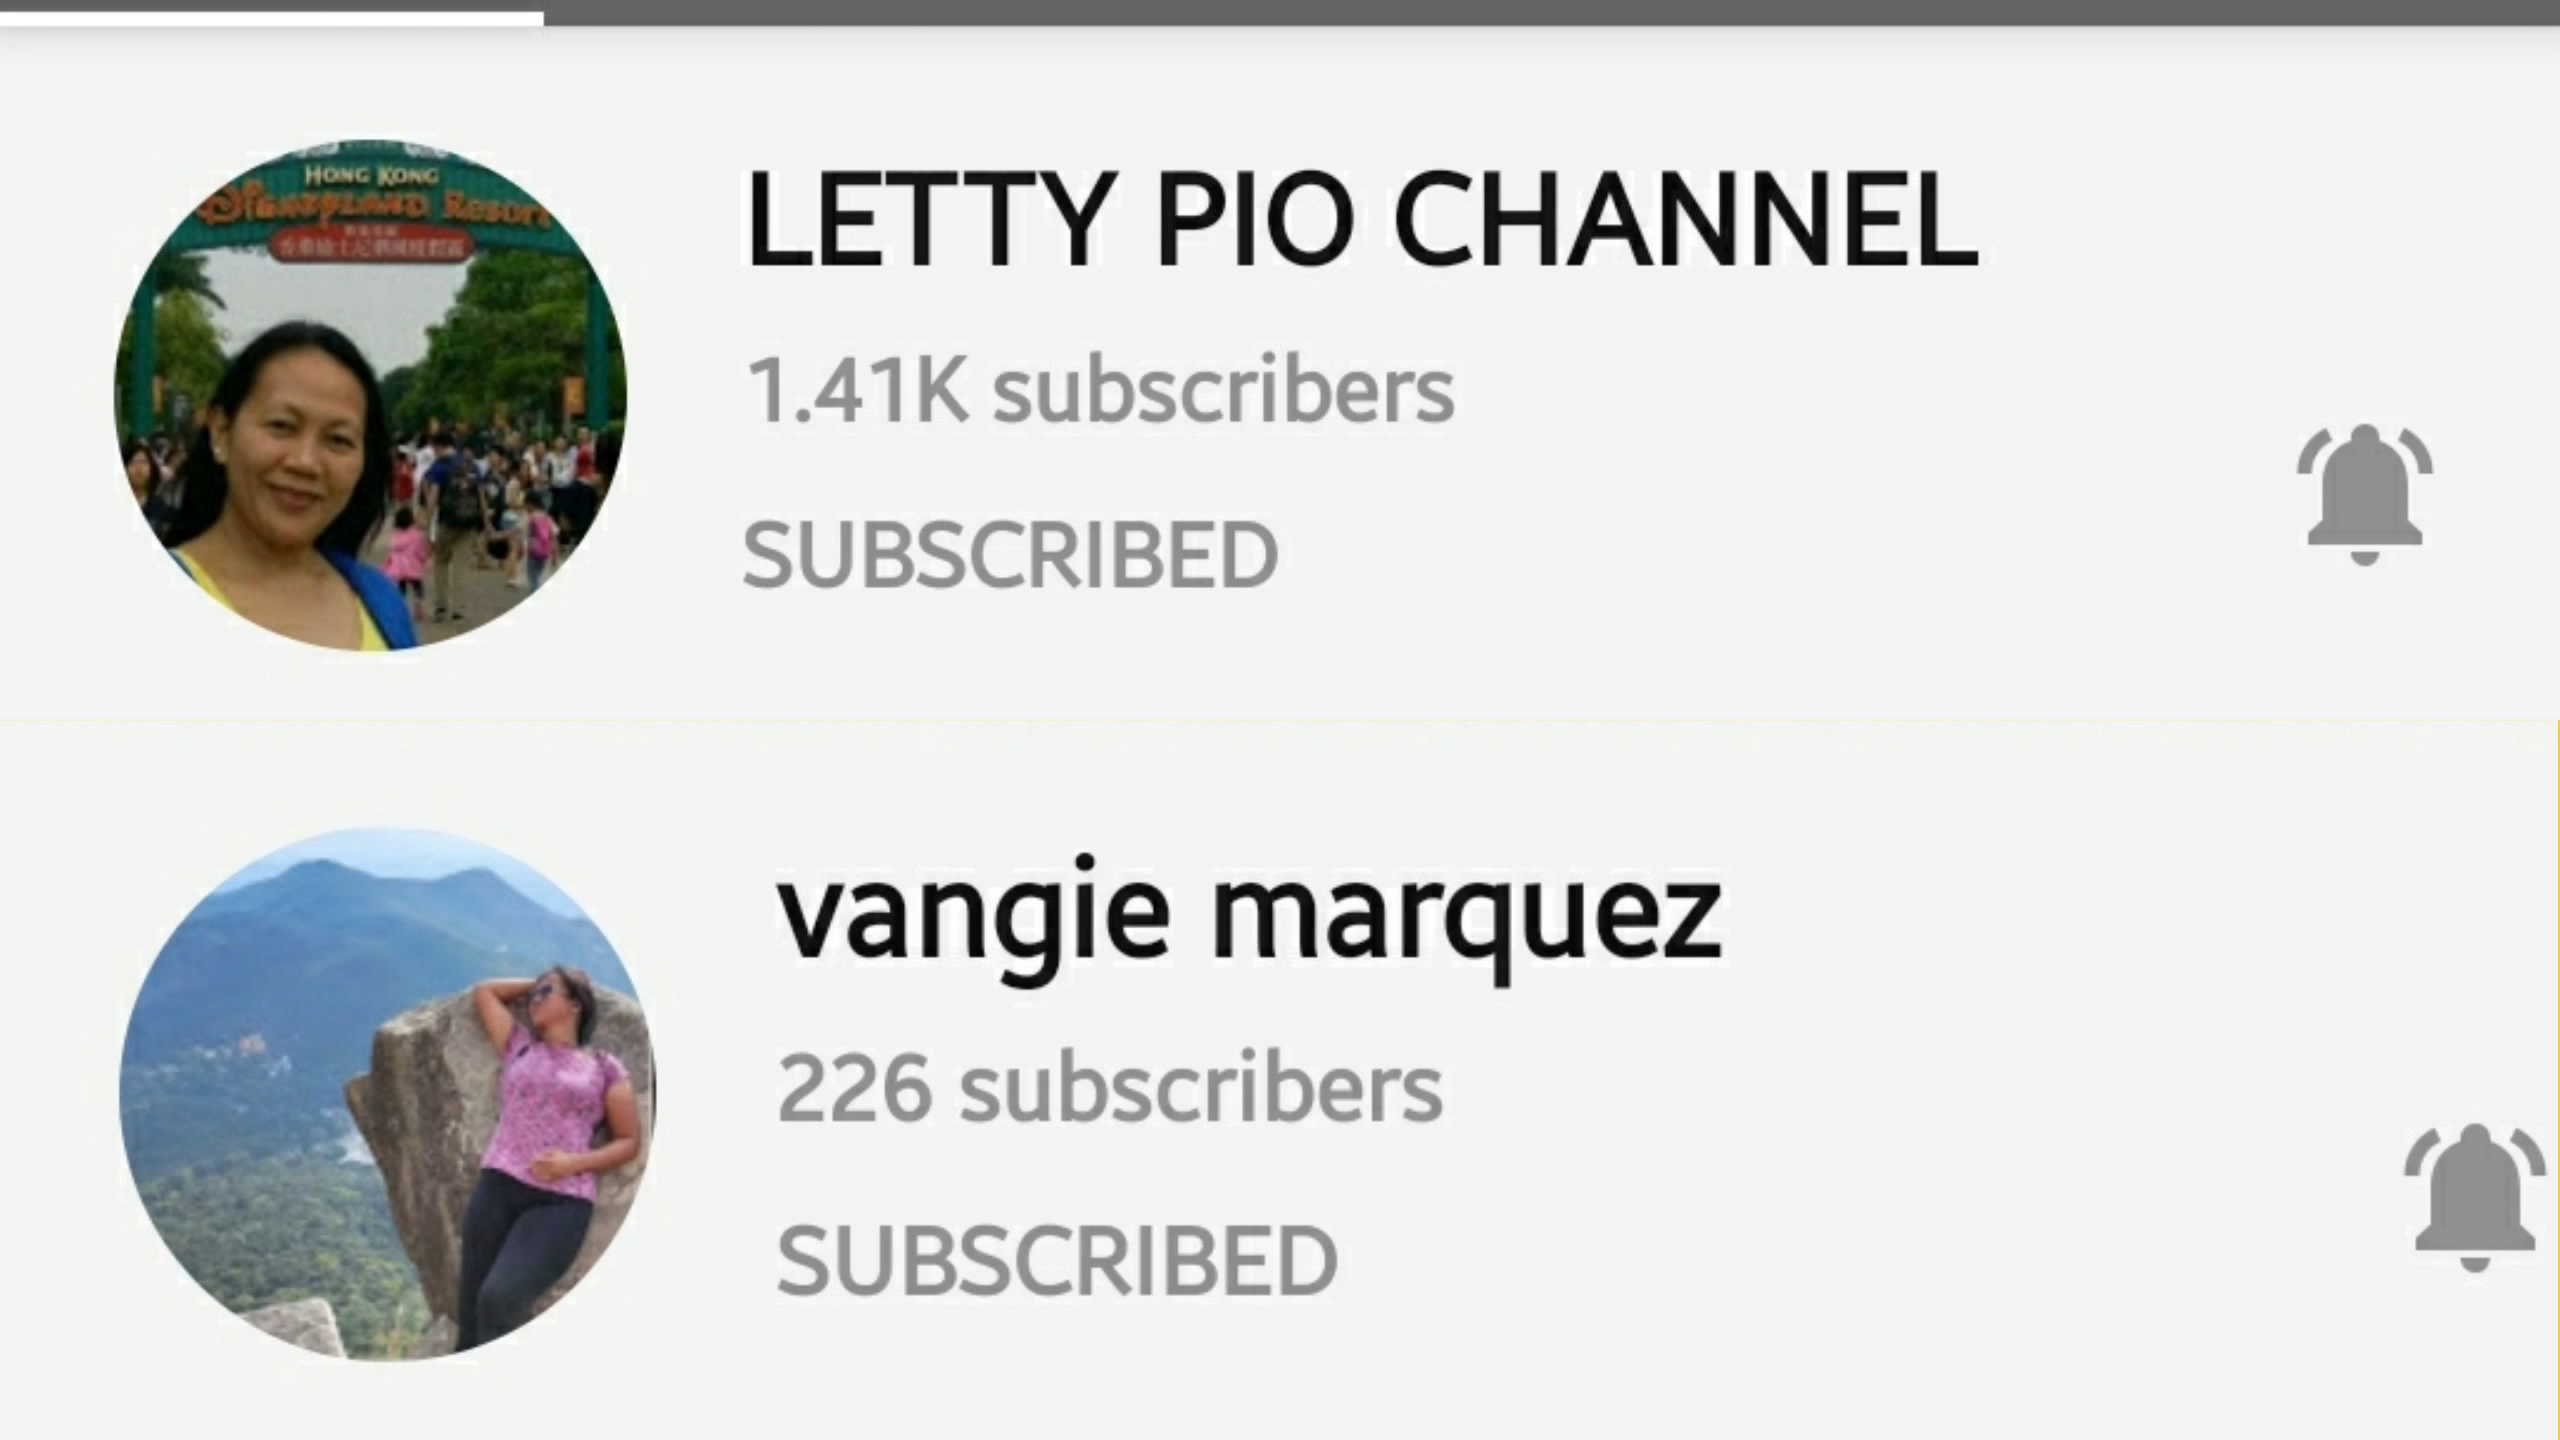 HONG KONG
Disneyland Resort
LETTY PIO CHANNEL
1.41K subscribers
SUBSCRIBED
vangie marquez
226 subscribers
SUBSCRIBED